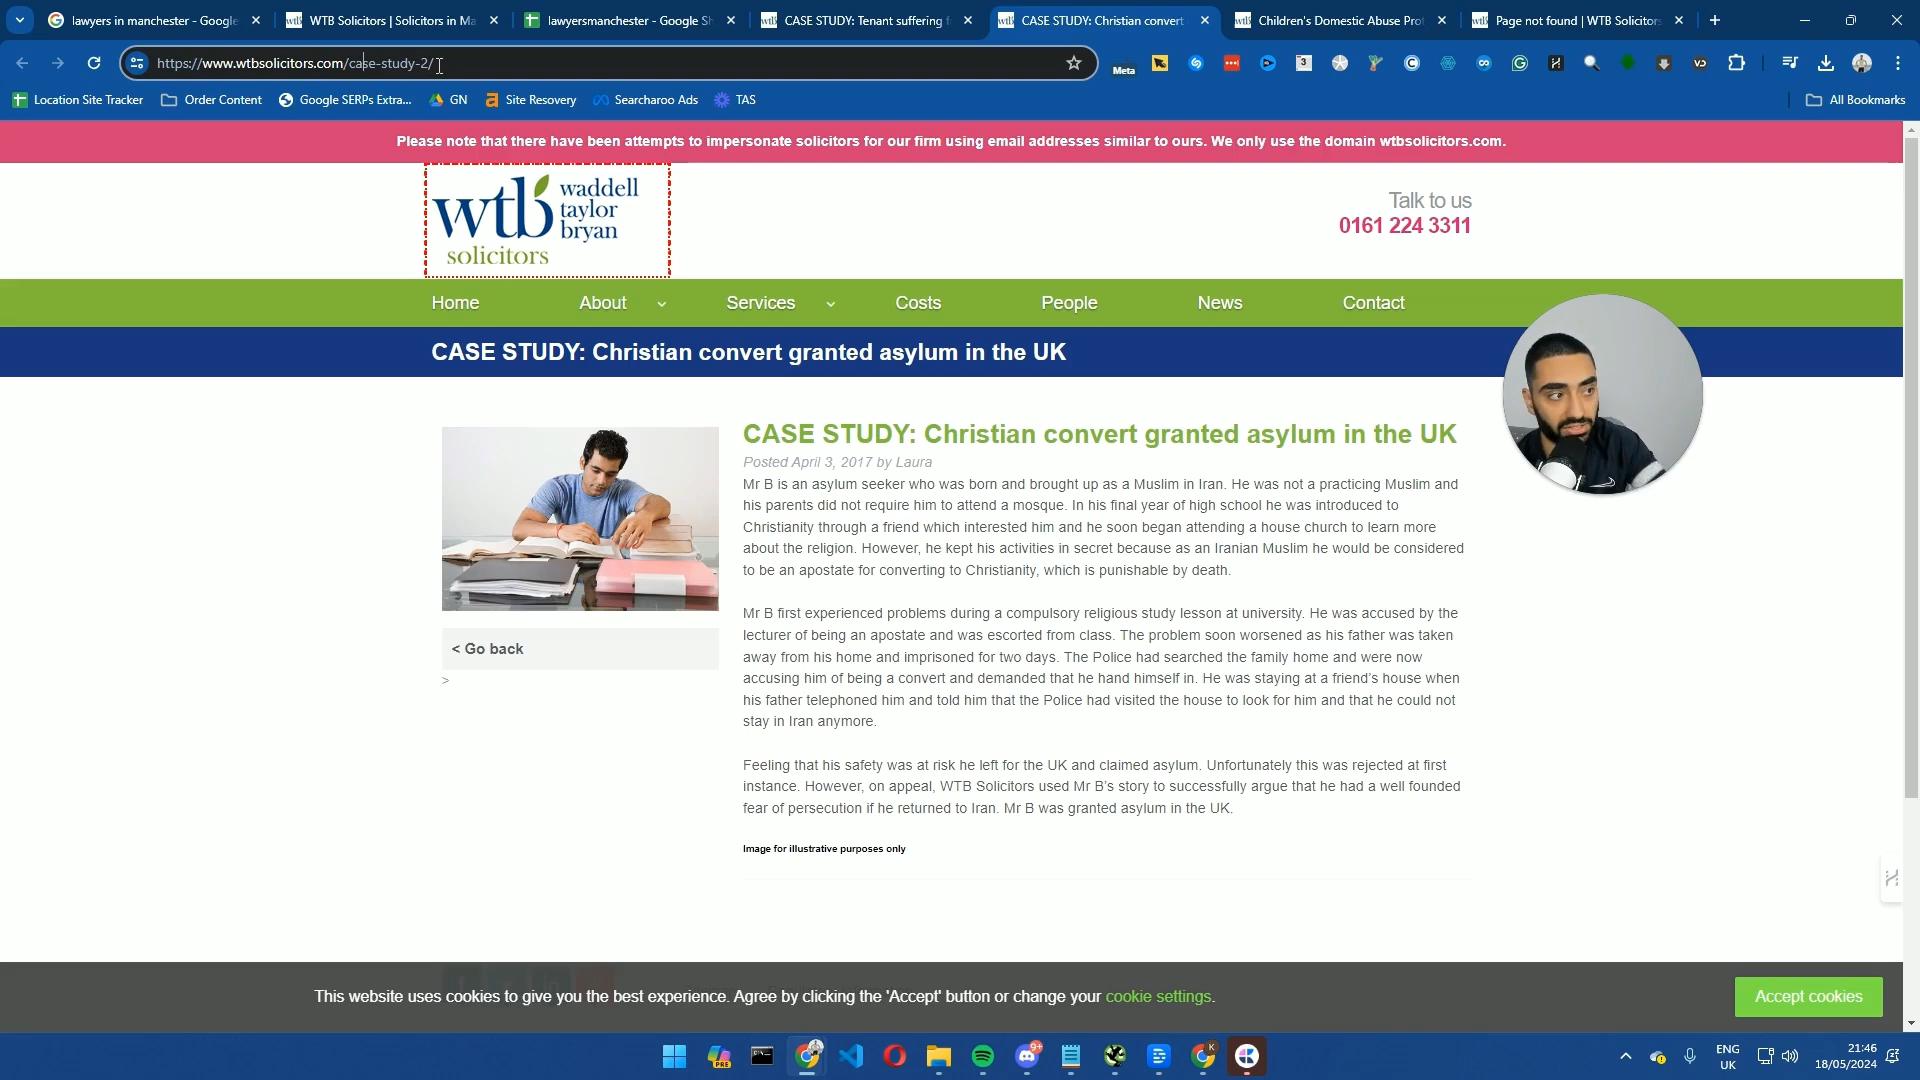 lawyers in manchester - Google
WTB Solicitors | Solicitors in Ma
lawyersmanchester - Google Sh
CASE STUDY: Tenant suffering f
CASE STUDY: Christian convert
Children's Domestic Abuse Pro
Page not found | WTB Solicitors
https://www.wtbsolicitors.com/case-study-2/
Meta
Location Site Tracker
Order Content
Google SERPs Extra...
GN
Site Recovery
Searcharoo Ads
TAS
All Bookmarks
Please note that there have been attempts to impersonate solicitors for our firm using email addresses similar to ours. We only use the domain wtbsolicitors.com.
wtb waddell
taylor
bryan
solicitors
Talk to us
0161 224 3311
Home
About
Services
Costs
People
News
Contact
CASE STUDY: Christian convert granted asylum in the UK
CASE STUDY: Christian convert granted asylum in the UK
Posted April 3, 2017 by Laura
Mr B is an asylum seeker who was born and brought up as a Muslim in Iran. He was not a practicing Muslim and
his parents did not require him to attend a mosque. In his final year of high school he was introduced to
Christianity through a friend which interested him and he soon began attending a house church to learn more
about the religion. However, he kept his activities in secret because as an Iranian Muslim he would be considered
to be an apostate for converting to Christianity, which is punishable by death.
Mr B first experienced problems during a compulsory religious study lesson at university. He was accused by the
lecturer of being an apostate and was escorted from class. The problem soon worsened as his father was taken
away from his home and imprisoned for two days. The Police had searched the family home and were now
accusing him of being a convert and demanded that he hand himself in. He was staying at a friend's house when
his father telephoned him and told him that the Police had visited the house to look for him and that he could not
stay in Iran anymore.
Feeling that his safety was at risk he left for the UK and claimed asylum. Unfortunately this was rejected at first
instance. However, on appeal, WTB Solicitors used Mr B's story to successfully argue that he had a well founded
fear of persecution if he returned to Iran. Mr B was granted asylum in the UK.
Image for illustrative purposes only
< Go back
>
This website uses cookies to give you the best experience. Agree by clicking the 'Accept' button or change your cookie settings.
Accept cookies
PRE
9+
K
ENG
UK
21:46
18/05/2024